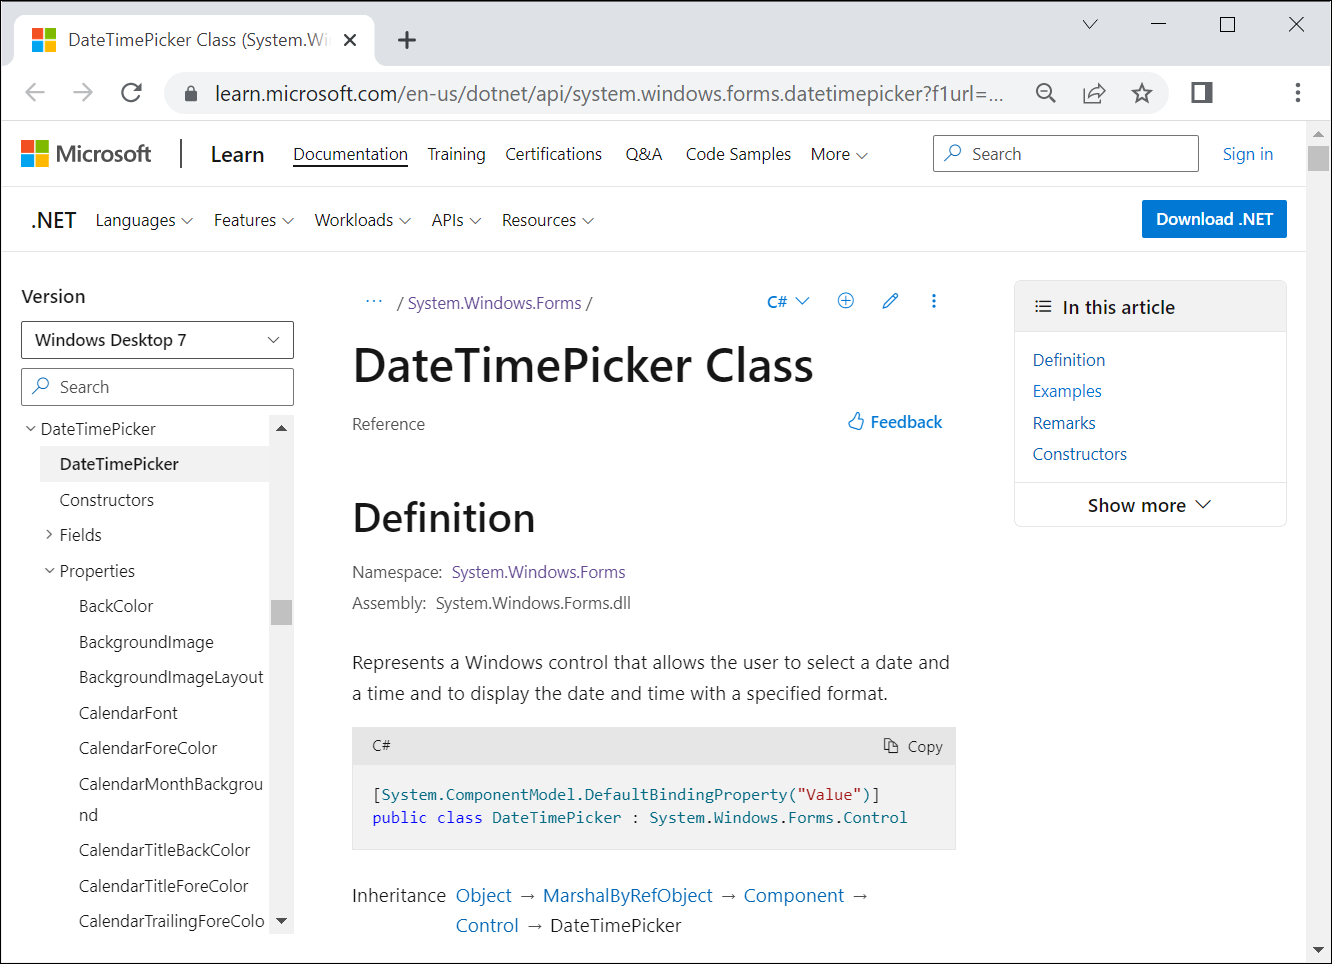 DateTimePicker Class (System.Wi
learn.microsoft.com/en-us/dotnet/api/system.windows.forms.datetimepicker?f1url=...
Microsoft
Learn
Documentation
Training
Certifications
Q&A
Code Samples
More
Search
Sign in
.NET
Languages
Features
Workloads
APIs
Resources
Download .NET
Version
Windows Desktop 7
Search
DateTimePicker
DateTimePicker
Constructors
Fields
Properties
BackColor
BackgroundImage
BackgroundImageLayout
CalendarFont
CalendarForeColor
CalendarMonthBackgrou
nd
CalendarTitleBackColor
CalendarTitleForeColor
CalendarTrailingForeColo
... / System.Windows.Forms /
C#
DateTimePicker Class
Reference
Feedback
Definition
Namespace: System.Windows.Forms
Assembly: System.Windows.Forms.dll
Represents a Windows control that allows the user to select a date and
a time and to display the date and time with a specified format.
C#
Copy
[System.ComponentModel.DefaultBindingProperty("Value")]
public class DateTimePicker : System.Windows.Forms.Control
Inheritance Object → MarshalByRefObject → Component →
Control → DateTimePicker
In this article
Definition
Examples
Remarks
Constructors
Show more